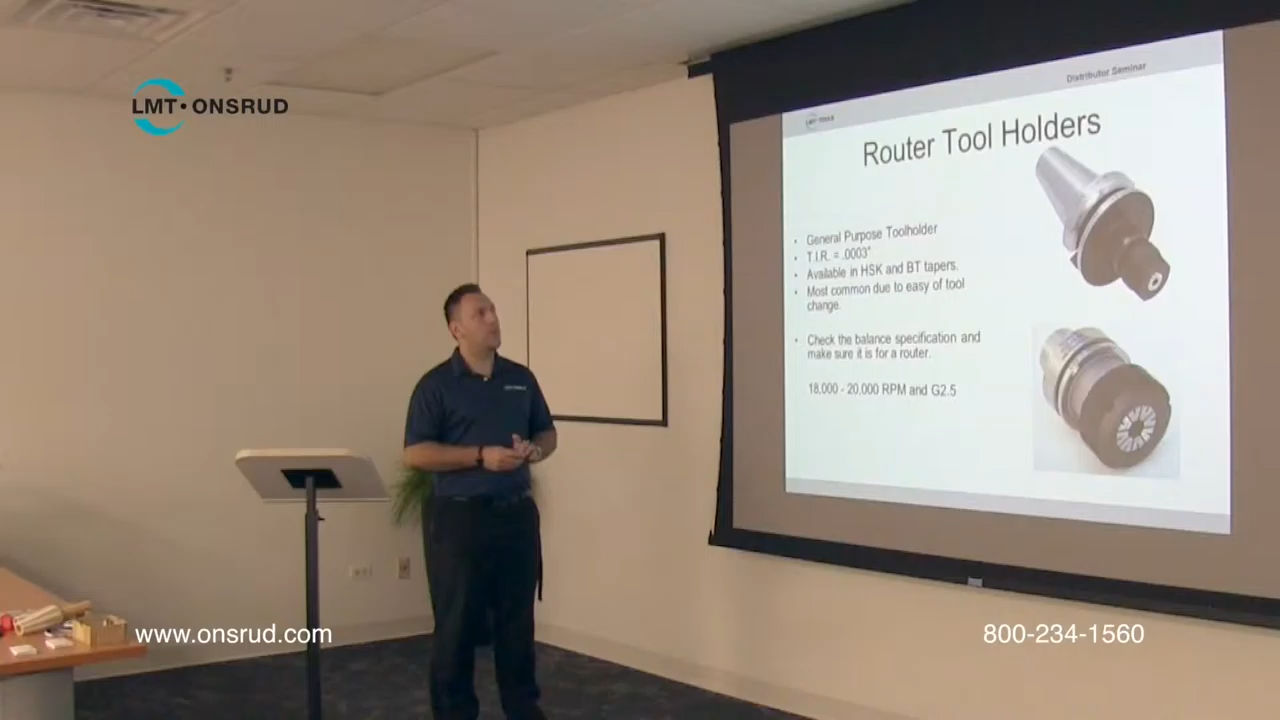 LMT • ONSRUD
Distributor Seminar
LMT TOOLS
Router Tool Holders
• General Purpose Toolholder
• T.I.R. = .0003"
• Available in HSK and BT tapers.
• Most common due to easy of tool
change.
• Check the balance specification and
make sure it is for a router.
18,000 - 20,000 RPM and G2.5
www.onsrud.com
800-234-1560